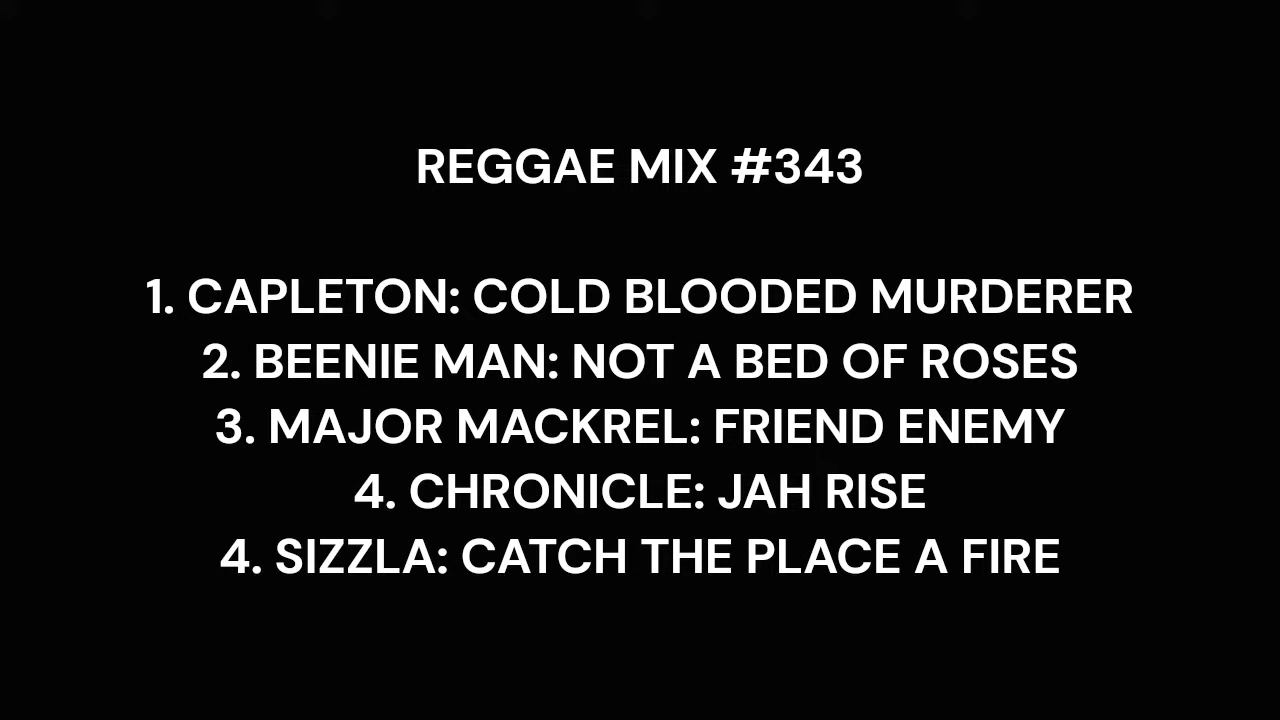 REGGAE MIX #343
1. CAPLETON: COLD BLOODED MURDERER
2. BEENIE MAN: NOT A BED OF ROSES
3. MAJOR MACKREL: FRIEND ENEMY
4. CHRONICLE: JAH RISE
4. SIZZLA: CATCH THE PLACE A FIRE